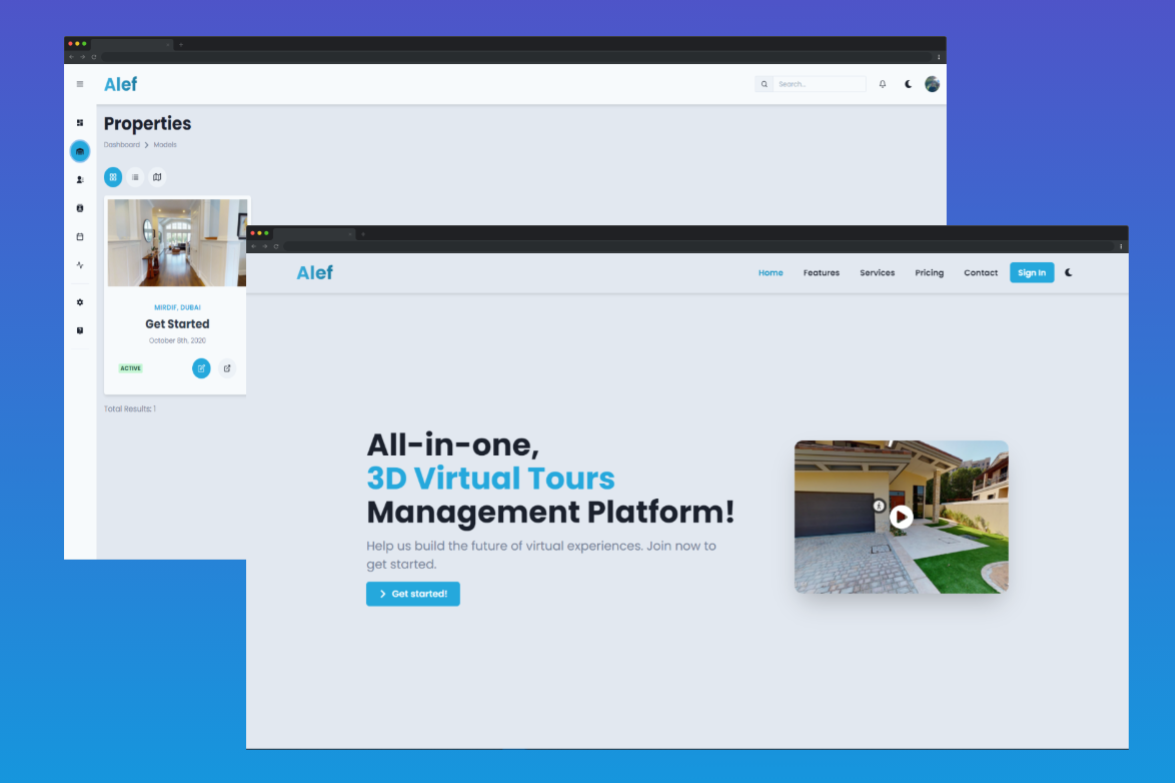 Alef
Search...
Properties
Dashboard > Models
MIRDIF, DUBAI
Get Started
October 8th, 2020
ACTIVE
Total Results: 1
Alef
Home Features Services Pricing Contact Sign In
All-in-one,
3D Virtual Tours
Management Platform!
Help us build the future of virtual experiences. Join now to
get started.
Get started!